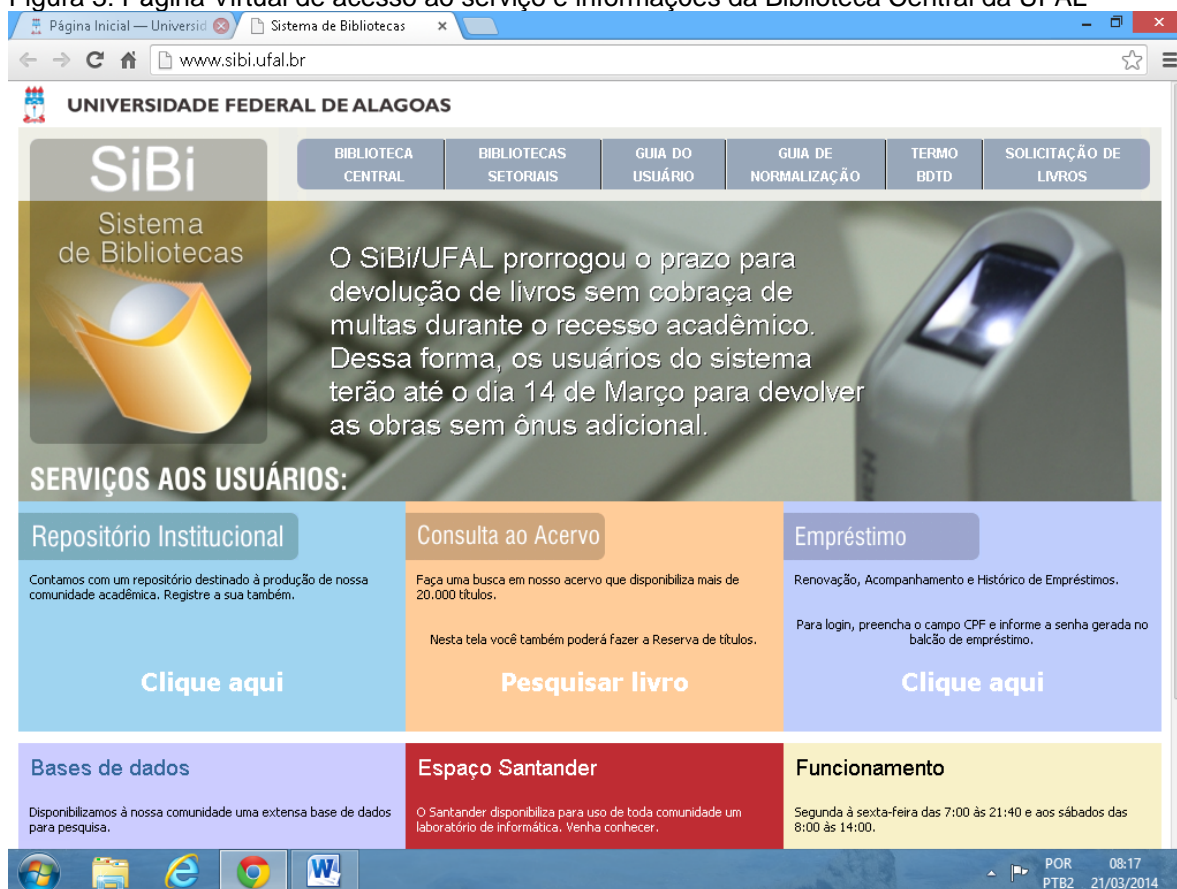 Figura 3. Página Virtual de acesso ao serviço e informações da Biblioteca Central da UFAL
Página Inicial — Universid
Sistema de Bibliotecas
www.sibi.ufal.br
UNIVERSIDADE FEDERAL DE ALAGOAS
SiBi
Sistema
de Bibliotecas
BIBLIOTECA
CENTRAL
BIBLIOTECAS
SETORIAIS
GUIA DO
USUÁRIO
GUIA DE
NORMALIZAÇÃO
TERMO
BDTD
SOLICITAÇÃO DE
LIVROS
O SiBi/UFAL prorrogou o prazo para
devolução de livros sem cobraça de
multas durante o recesso acadêmico.
Dessa forma, os usuários do sistema
terão até o dia 14 de Março para devolver
as obras sem ônus adicional.
SERVIÇOS AOS USUÁRIOS:
Repositório Institucional
Contamos com um repositório destinado à produção de nossa
comunidade acadêmica. Registre a sua também.
Clique aqui
Consulta ao Acervo
Faça uma busca em nosso acervo que disponibiliza mais de
20.000 títulos.
Nesta tela você também poderá fazer a Reserva de títulos.
Pesquisar livro
Empréstimo
Renovação, Acompanhamento e Histórico de Empréstimos.
Para login, preencha o campo CPF e informe a senha gerada no
balcão de empréstimo.
Clique aqui
Bases de dados
Disponibilizamos à nossa comunidade uma extensa base de dados
para pesquisa.
Espaço Santander
O Santander disponibiliza para uso de toda comunidade um
laboratório de informática. Venha conhecer.
Funcionamento
Segunda à sexta-feira das 7:00 às 21:40 e aos sábados das
8:00 às 14:00.
POR
PTB2
08:17
21/03/2014